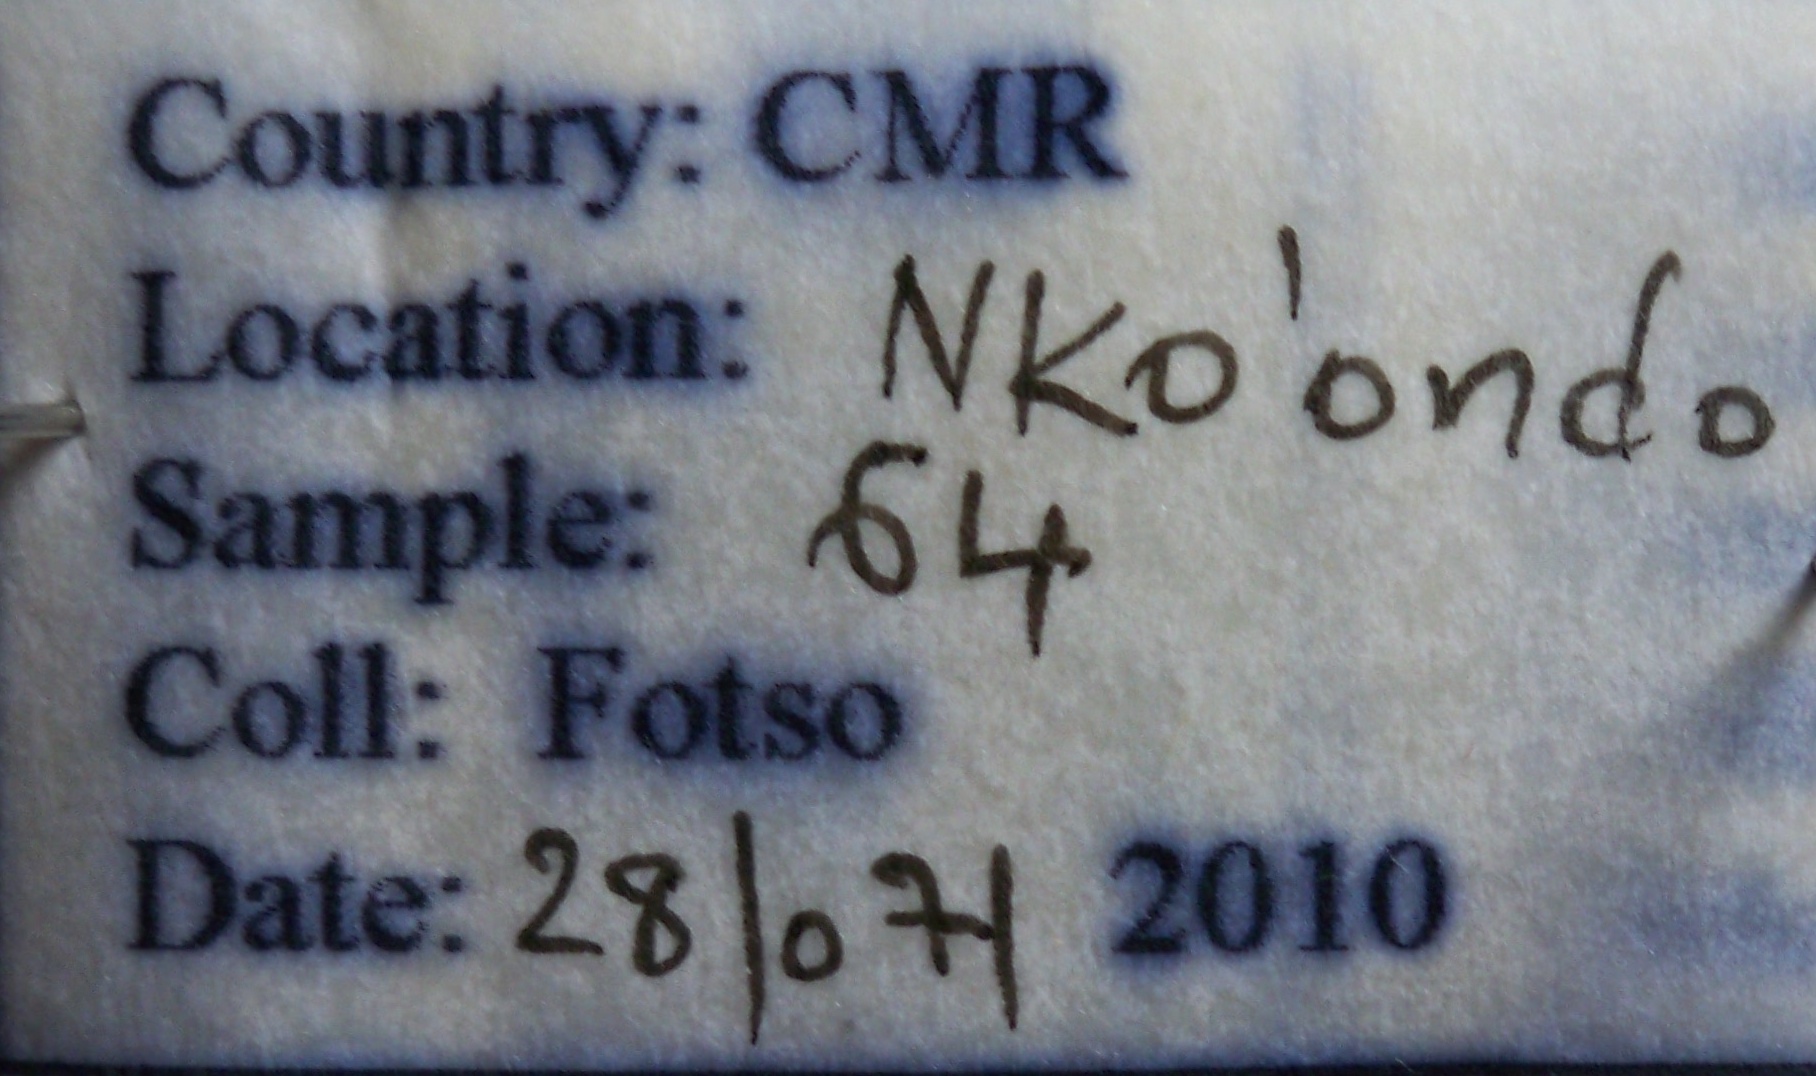 Country: CMR
Location: Nko'ondo
Sample: 64
Coll: Fotso
Date: 28/07/ 2010